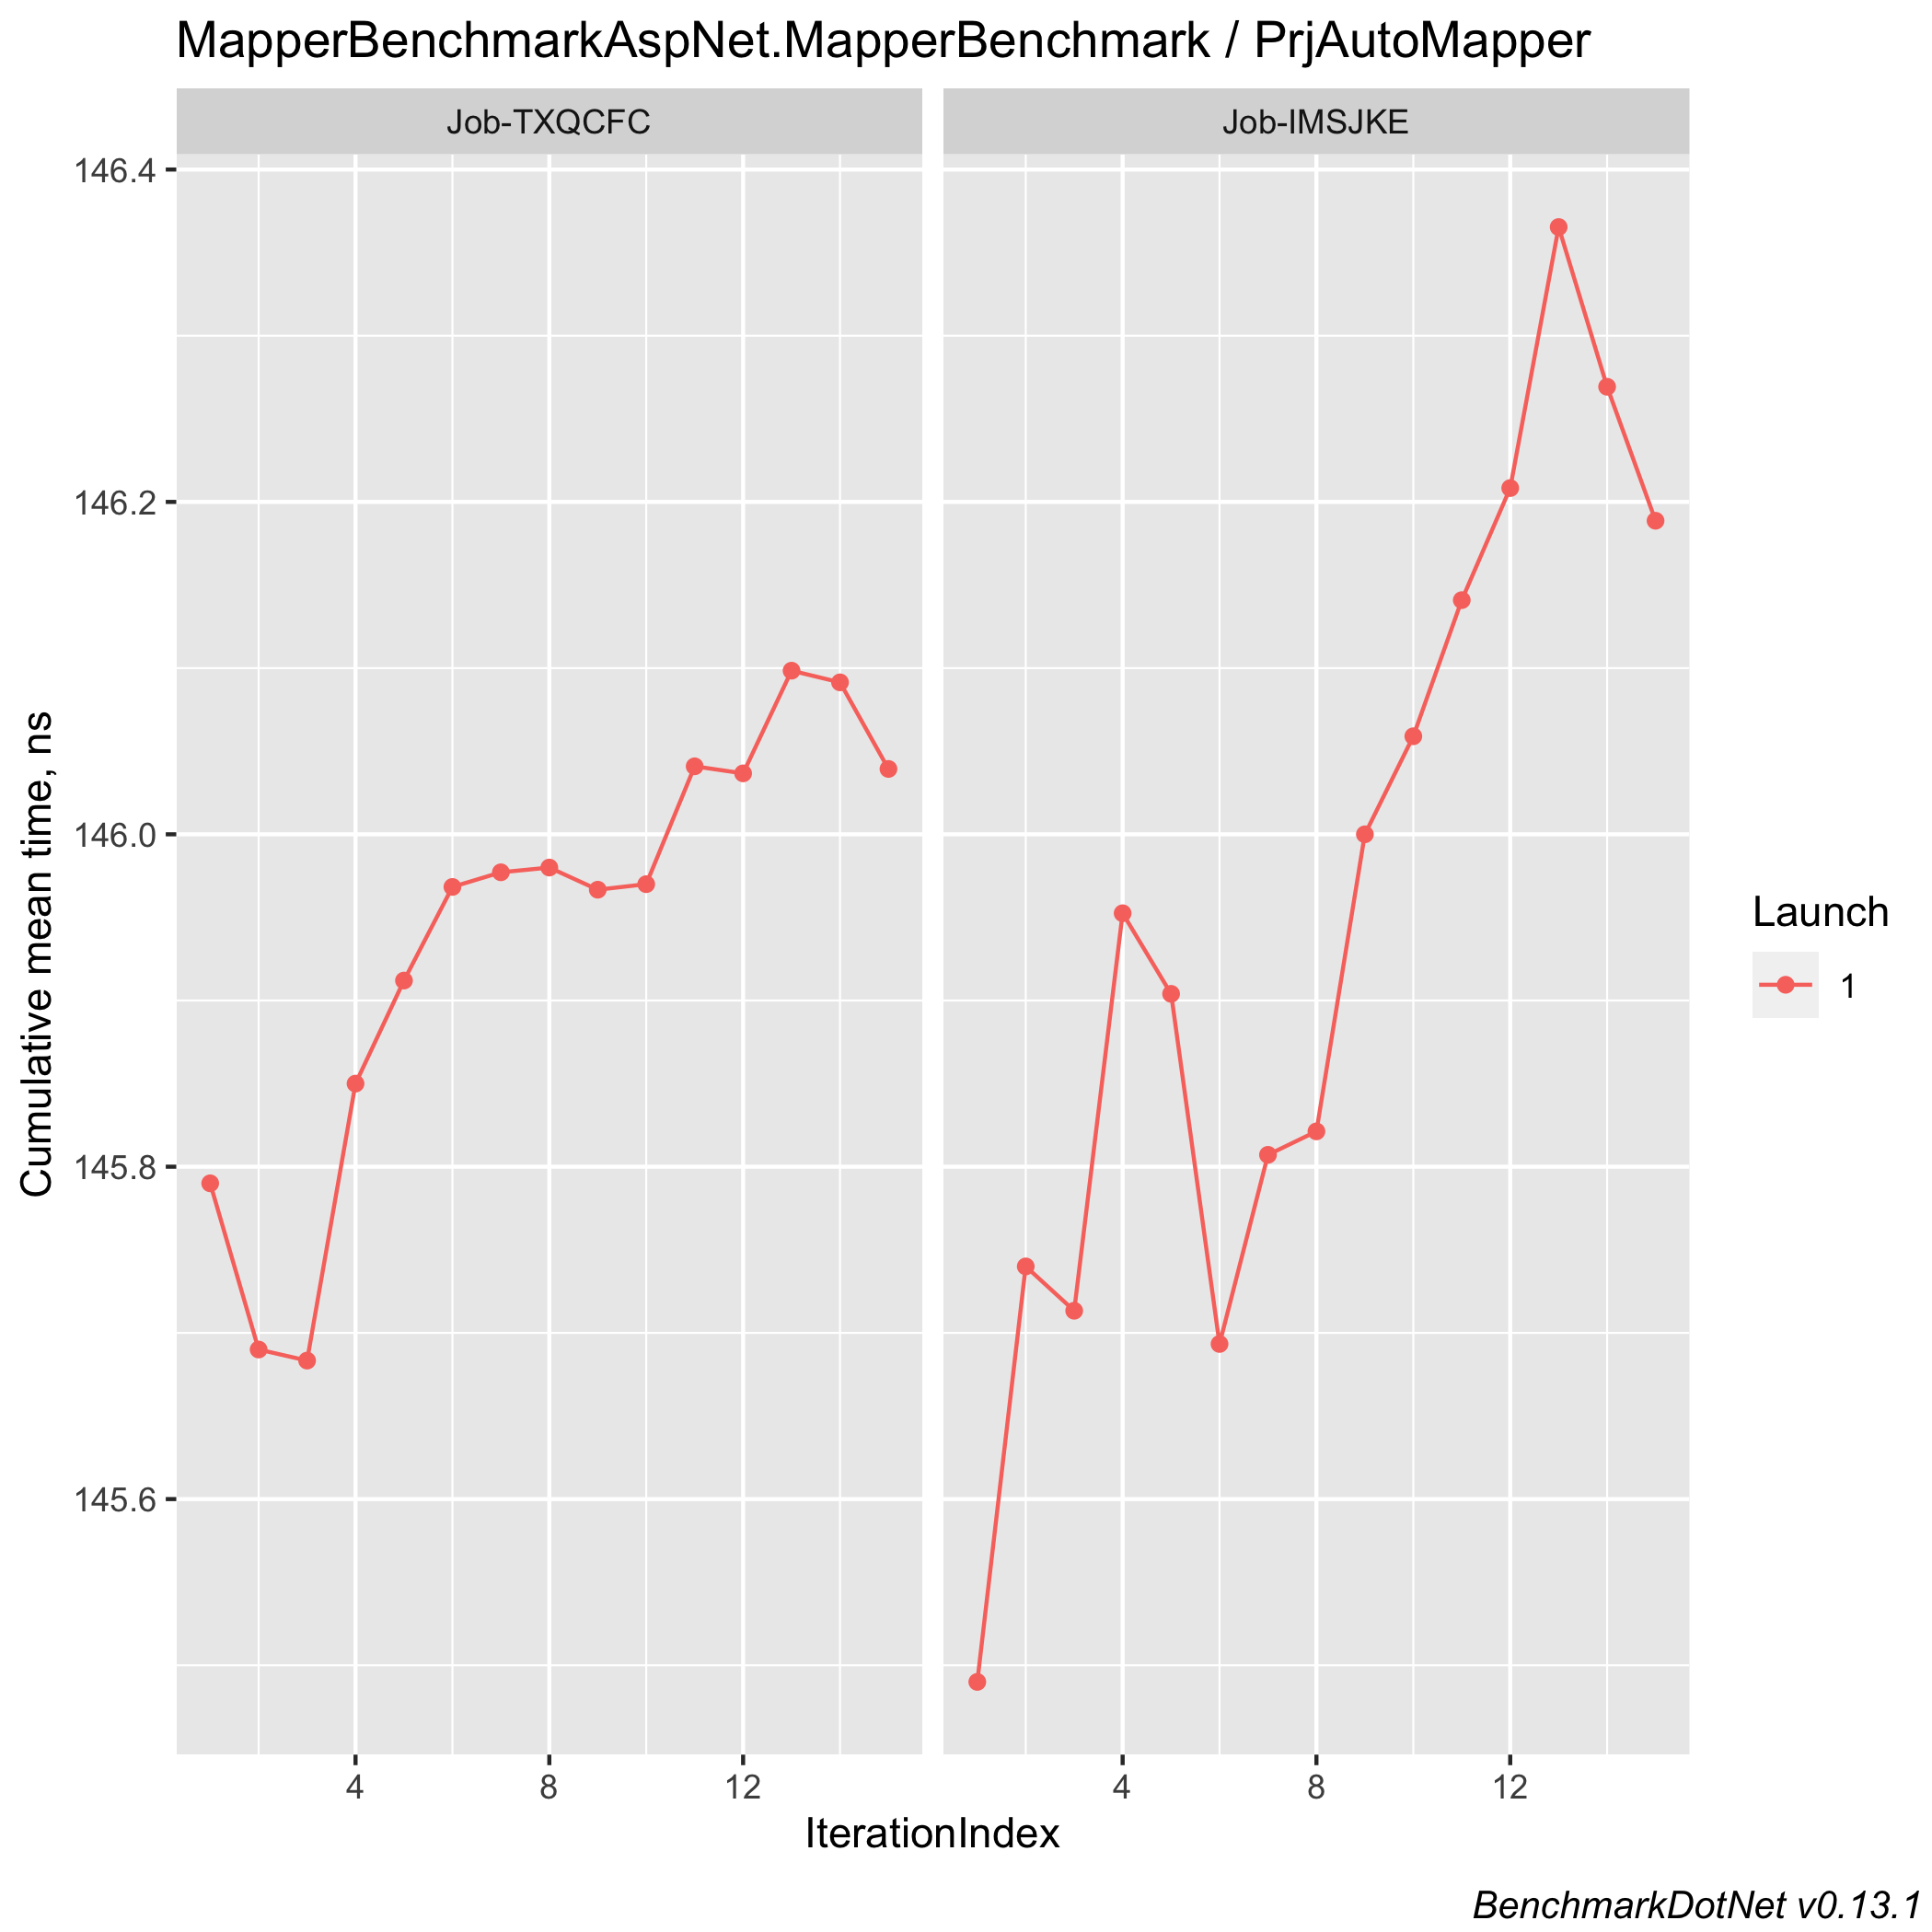 MapperBenchmarkAspNet.MapperBenchmark / PrjAutoMapper
Job-TXQCFC
Job-IMSJKE
146.4
146.2
146.0
145.8
145.6
Cumulative mean time, ns
4
8
12
4
8
12
IterationIndex
Launch
1
BenchmarkDotNet v0.13.1